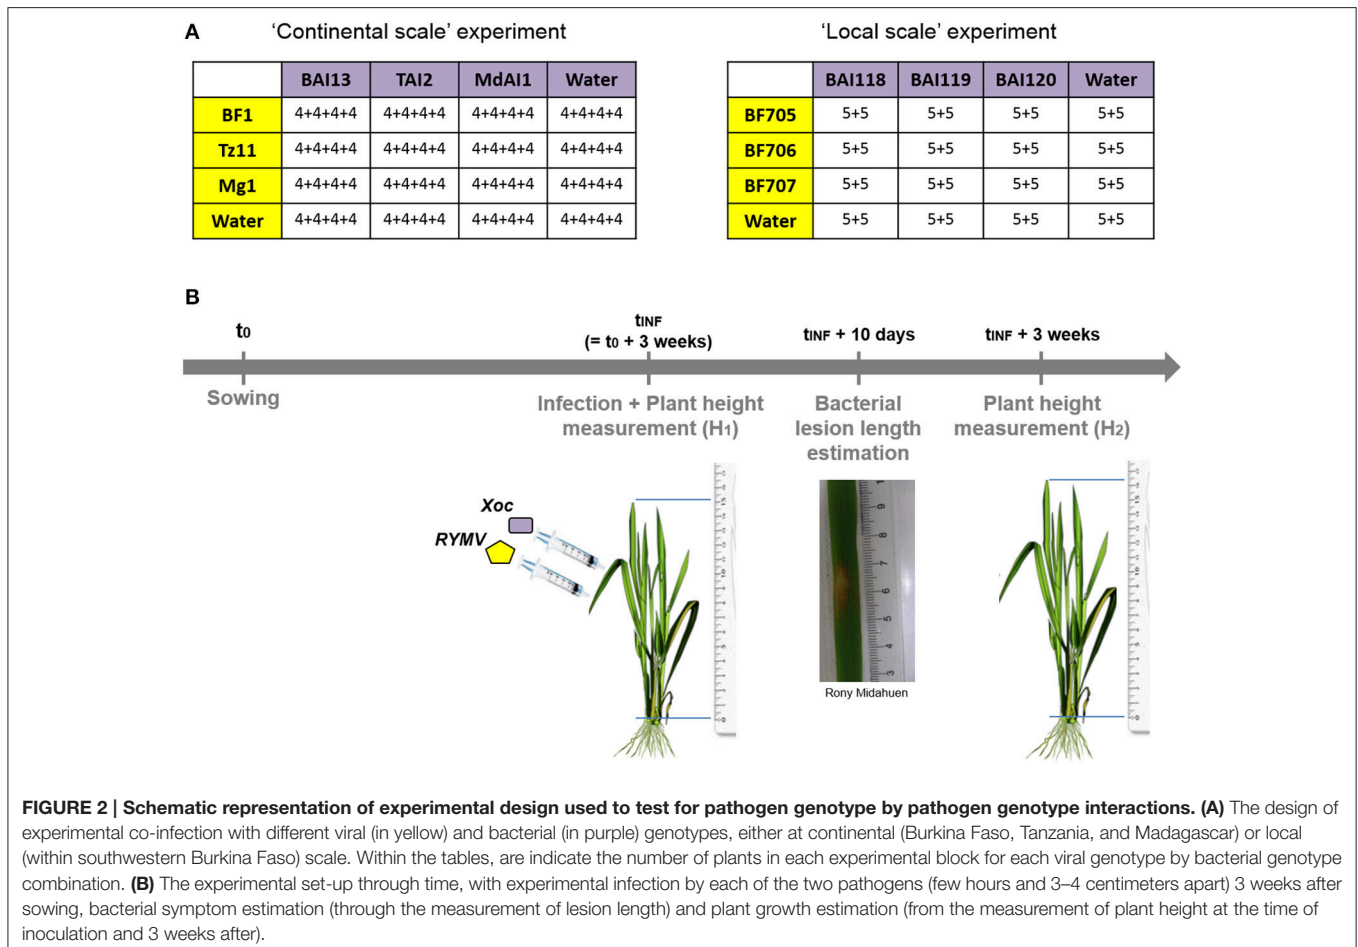 A
'Continental scale' experiment
BAI13 TAI2 MdAI1 Water
BF1 4+4+4+4 4+4+4+4 4+4+4+4 4+4+4+4
Tz11 4+4+4+4 4+4+4+4 4+4+4+4 4+4+4+4
Mg1 4+4+4+4 4+4+4+4 4+4+4+4 4+4+4+4
Water 4+4+4+4 4+4+4+4 4+4+4+4 4+4+4+4
'Local scale' experiment
BAI118 BAI119 BAI120 Water
BF705 5+5 5+5 5+5 5+5
BF706 5+5 5+5 5+5 5+5
BF707 5+5 5+5 5+5 5+5
Water 5+5 5+5 5+5 5+5
B
t0
Sowing
tINF
(= t0 + 3 weeks)
Infection + Plant height
measurement (H1)
tINF + 10 days
Bacterial
lesion length
estimation
tINF + 3 weeks
Plant height
measurement (H2)
Xoc
RYMV
8
7
6
5
4
3
Rony Midahuen
FIGURE 2 | Schematic representation of experimental design used to test for pathogen genotype by pathogen genotype interactions. (A) The design of
experimental co-infection with different viral (in yellow) and bacterial (in purple) genotypes, either at continental (Burkina Faso, Tanzania, and Madagascar) or local
(within southwestern Burkina Faso) scale. Within the tables, are indicate the number of plants in each experimental block for each viral genotype by bacterial genotype
combination. (B) The experimental set-up through time, with experimental infection by each of the two pathogens (few hours and 3–4 centimeters apart) 3 weeks after
sowing, bacterial symptom estimation (through the measurement of lesion length) and plant growth estimation (from the measurement of plant height at the time of
inoculation and 3 weeks after).